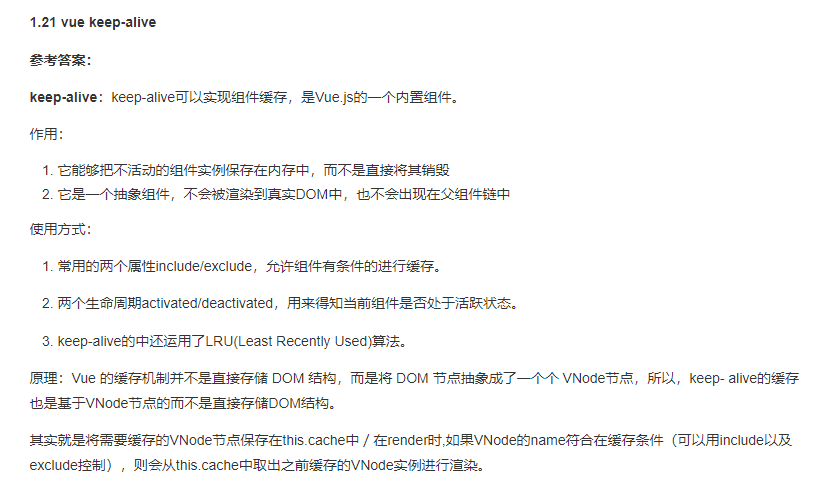 1.21 vue keep-alive
参考答案：
keep-alive：keep-alive可以实现组件缓存，是Vue.js的一个内置组件。
作用：
1. 它能够把不活动的组件实例保存在内存中，而不是直接将其销毁
2. 它是一个抽象组件，不会被渲染到真实DOM中，也不会出现在父组件链中
使用方式：
1. 常用的两个属性include/exclude，允许组件有条件的进行缓存。
2. 两个生命周期activated/deactivated，用来得知当前组件是否处于活跃状态。
3. keep-alive的中还运用了LRU(Least Recently Used)算法。
原理：Vue 的缓存机制并不是直接存储 DOM 结构，而是将 DOM 节点抽象成了一个个 VNode节点，所以，keep- alive的缓存
也是基于VNode节点的而不是直接存储DOM结构。
其实就是将需要缓存的VNode节点保存在this.cache中／在render时,如果VNode的name符合在缓存条件（可以用include以及
exclude控制），则会从this.cache中取出之前缓存的VNode实例进行渲染。